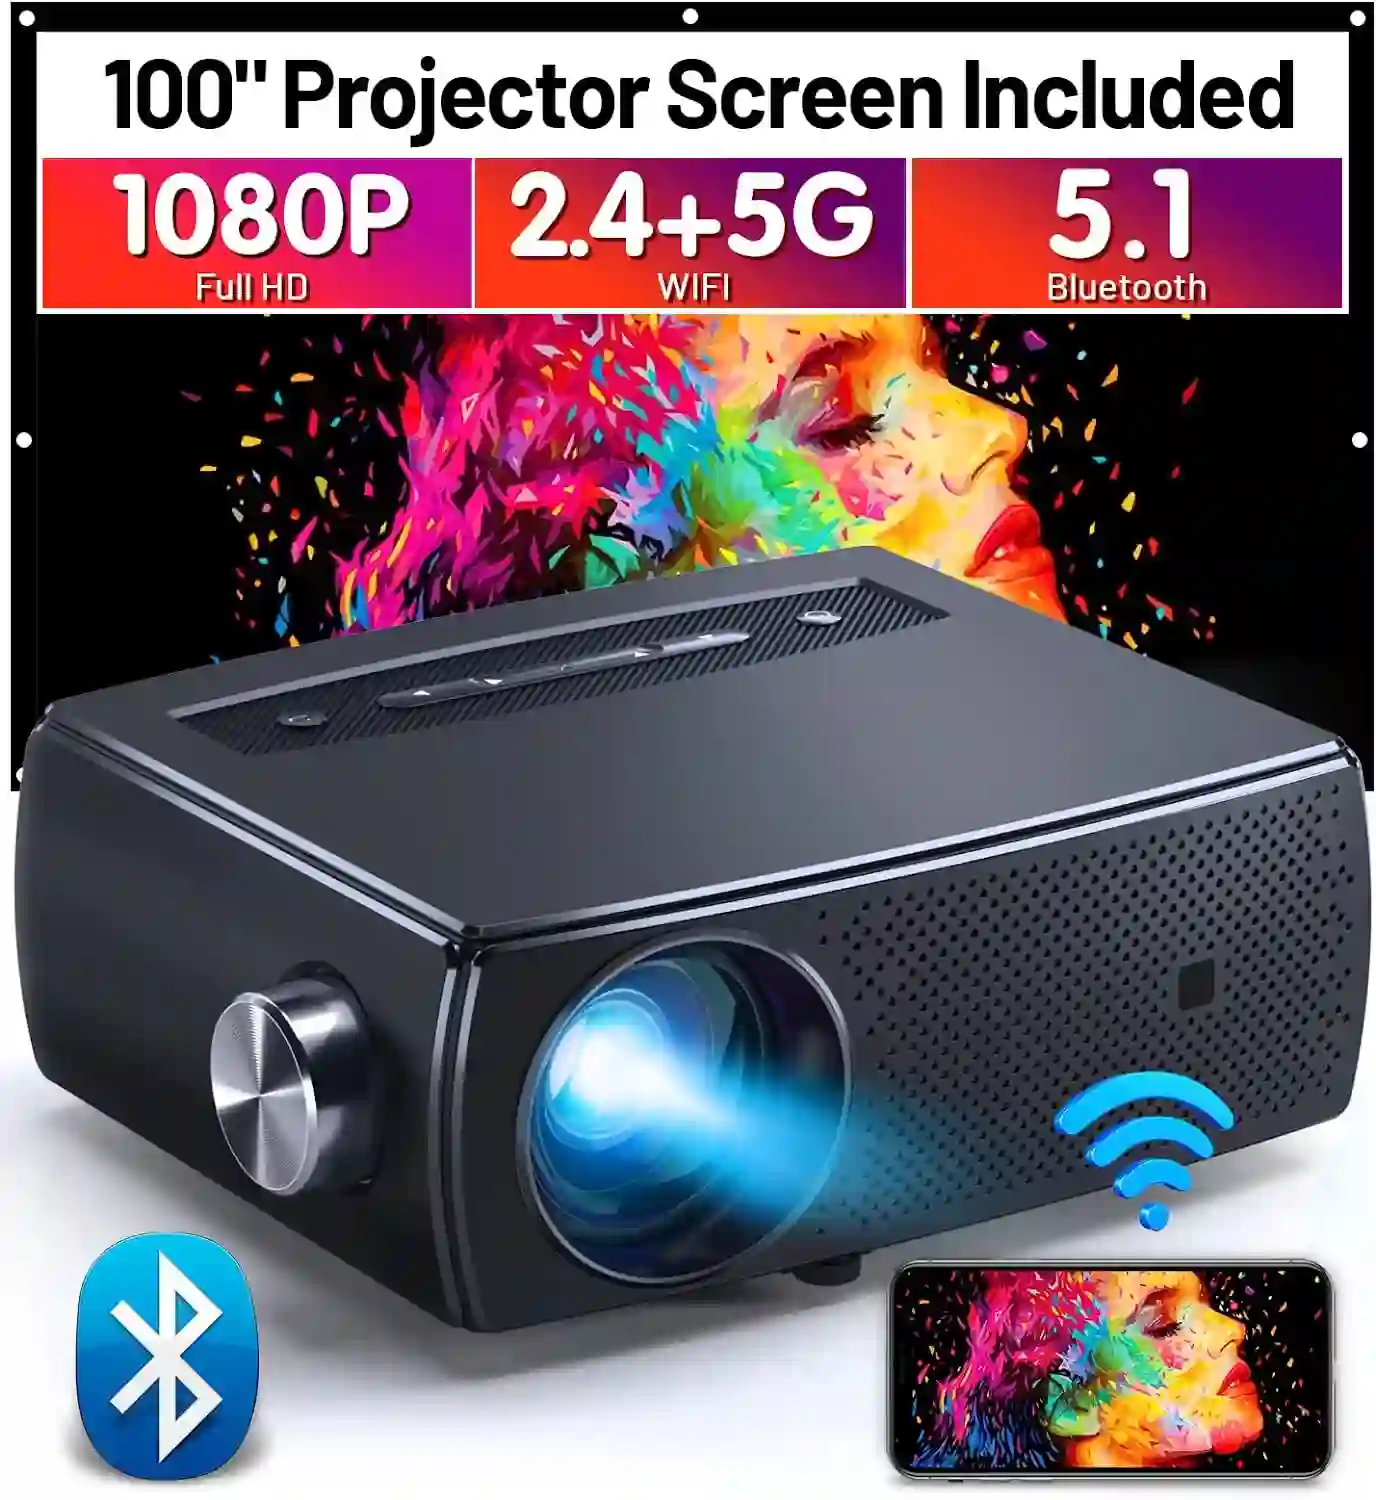 100" Projector Screen Included
1080P
Full HD
2.4+5G
WIFI
5.1
Bluetooth